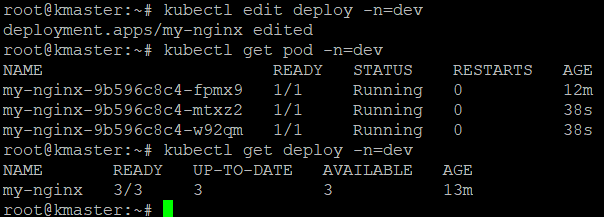 root@kmaster:~# kubectl edit deploy -n=dev
deployment.apps/my-nginx edited
root@kmaster:~# kubectl get pod -n=dev
NAME                       READY   STATUS    RESTARTS   AGE
my-nginx-9b596c8c4-fpmx9   1/1     Running   0          12m
my-nginx-9b596c8c4-mtxz2   1/1     Running   0          38s
my-nginx-9b596c8c4-w92qm   1/1     Running   0          38s
root@kmaster:~# kubectl get deploy -n=dev
NAME       READY   UP-TO-DATE   AVAILABLE   AGE
my-nginx   3/3     3            3           13m
root@kmaster:~#